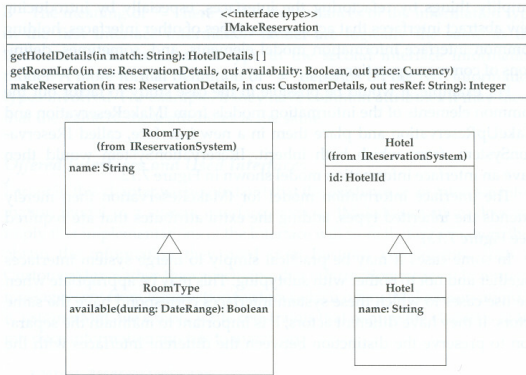 <<interface type>>
IMakeReservation
getHotelDetails(in match: String): HotelDetails [ ]
getRoomInfo(in res: ReservationDetails, out availability: Boolean, out price: Currency)
makeReservation(in res: ReservationDetails, in cus: CustomerDetails, out resRef: String): Integer
RoomType
(from IReservationSystem)
name: String
Hotel
(from IReservationSystem)
id: HotelId
RoomType
available(during: DateRange): Boolean
Hotel
name: String